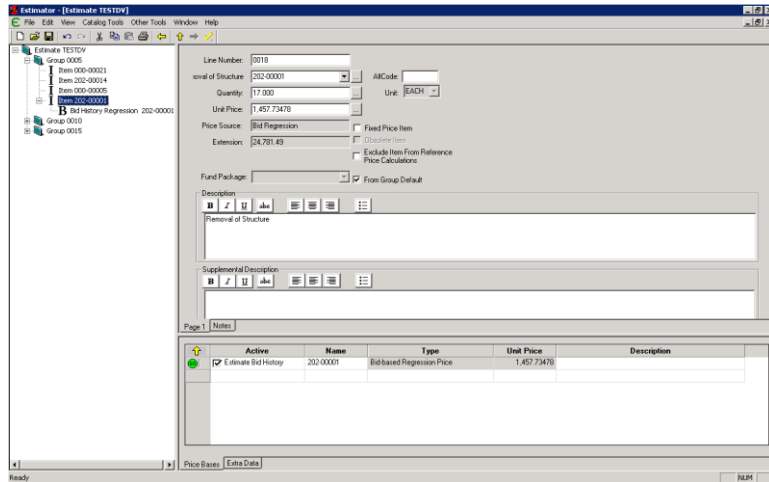 Estimator - [Estimate TESTDV]
File Edit View Catalog Tools Other Tools Window Help
Estimate TESTDV
Group 0005
Item 000-00021
Item 202-00014
Item 000-00005
Item 202-00001
B Bid History Regression 202-00001
Group 0010
Group 0015
Line Number: 0018
oval of Structure 202-00001 ... AltCode:
Quantity: 17.000 ... Unit: EACH
Unit Price: 1,457.73478 ...
Price Source: Bid Regression Fixed Price Item
Obsolete Item
Extension: 24,781.49
Exclude Item From Reference
Price Calculations
Fund Package: From Group Default
Description
B I U abc
Removal of Structure
Supplemental Description
B I U abc
Page 1 Notes
Active Name Type Unit Price Description
Estimate Bid History 202-00001 Bid-based Regression Price 1,457.73478
Price Bases Extra Data
Ready NUM